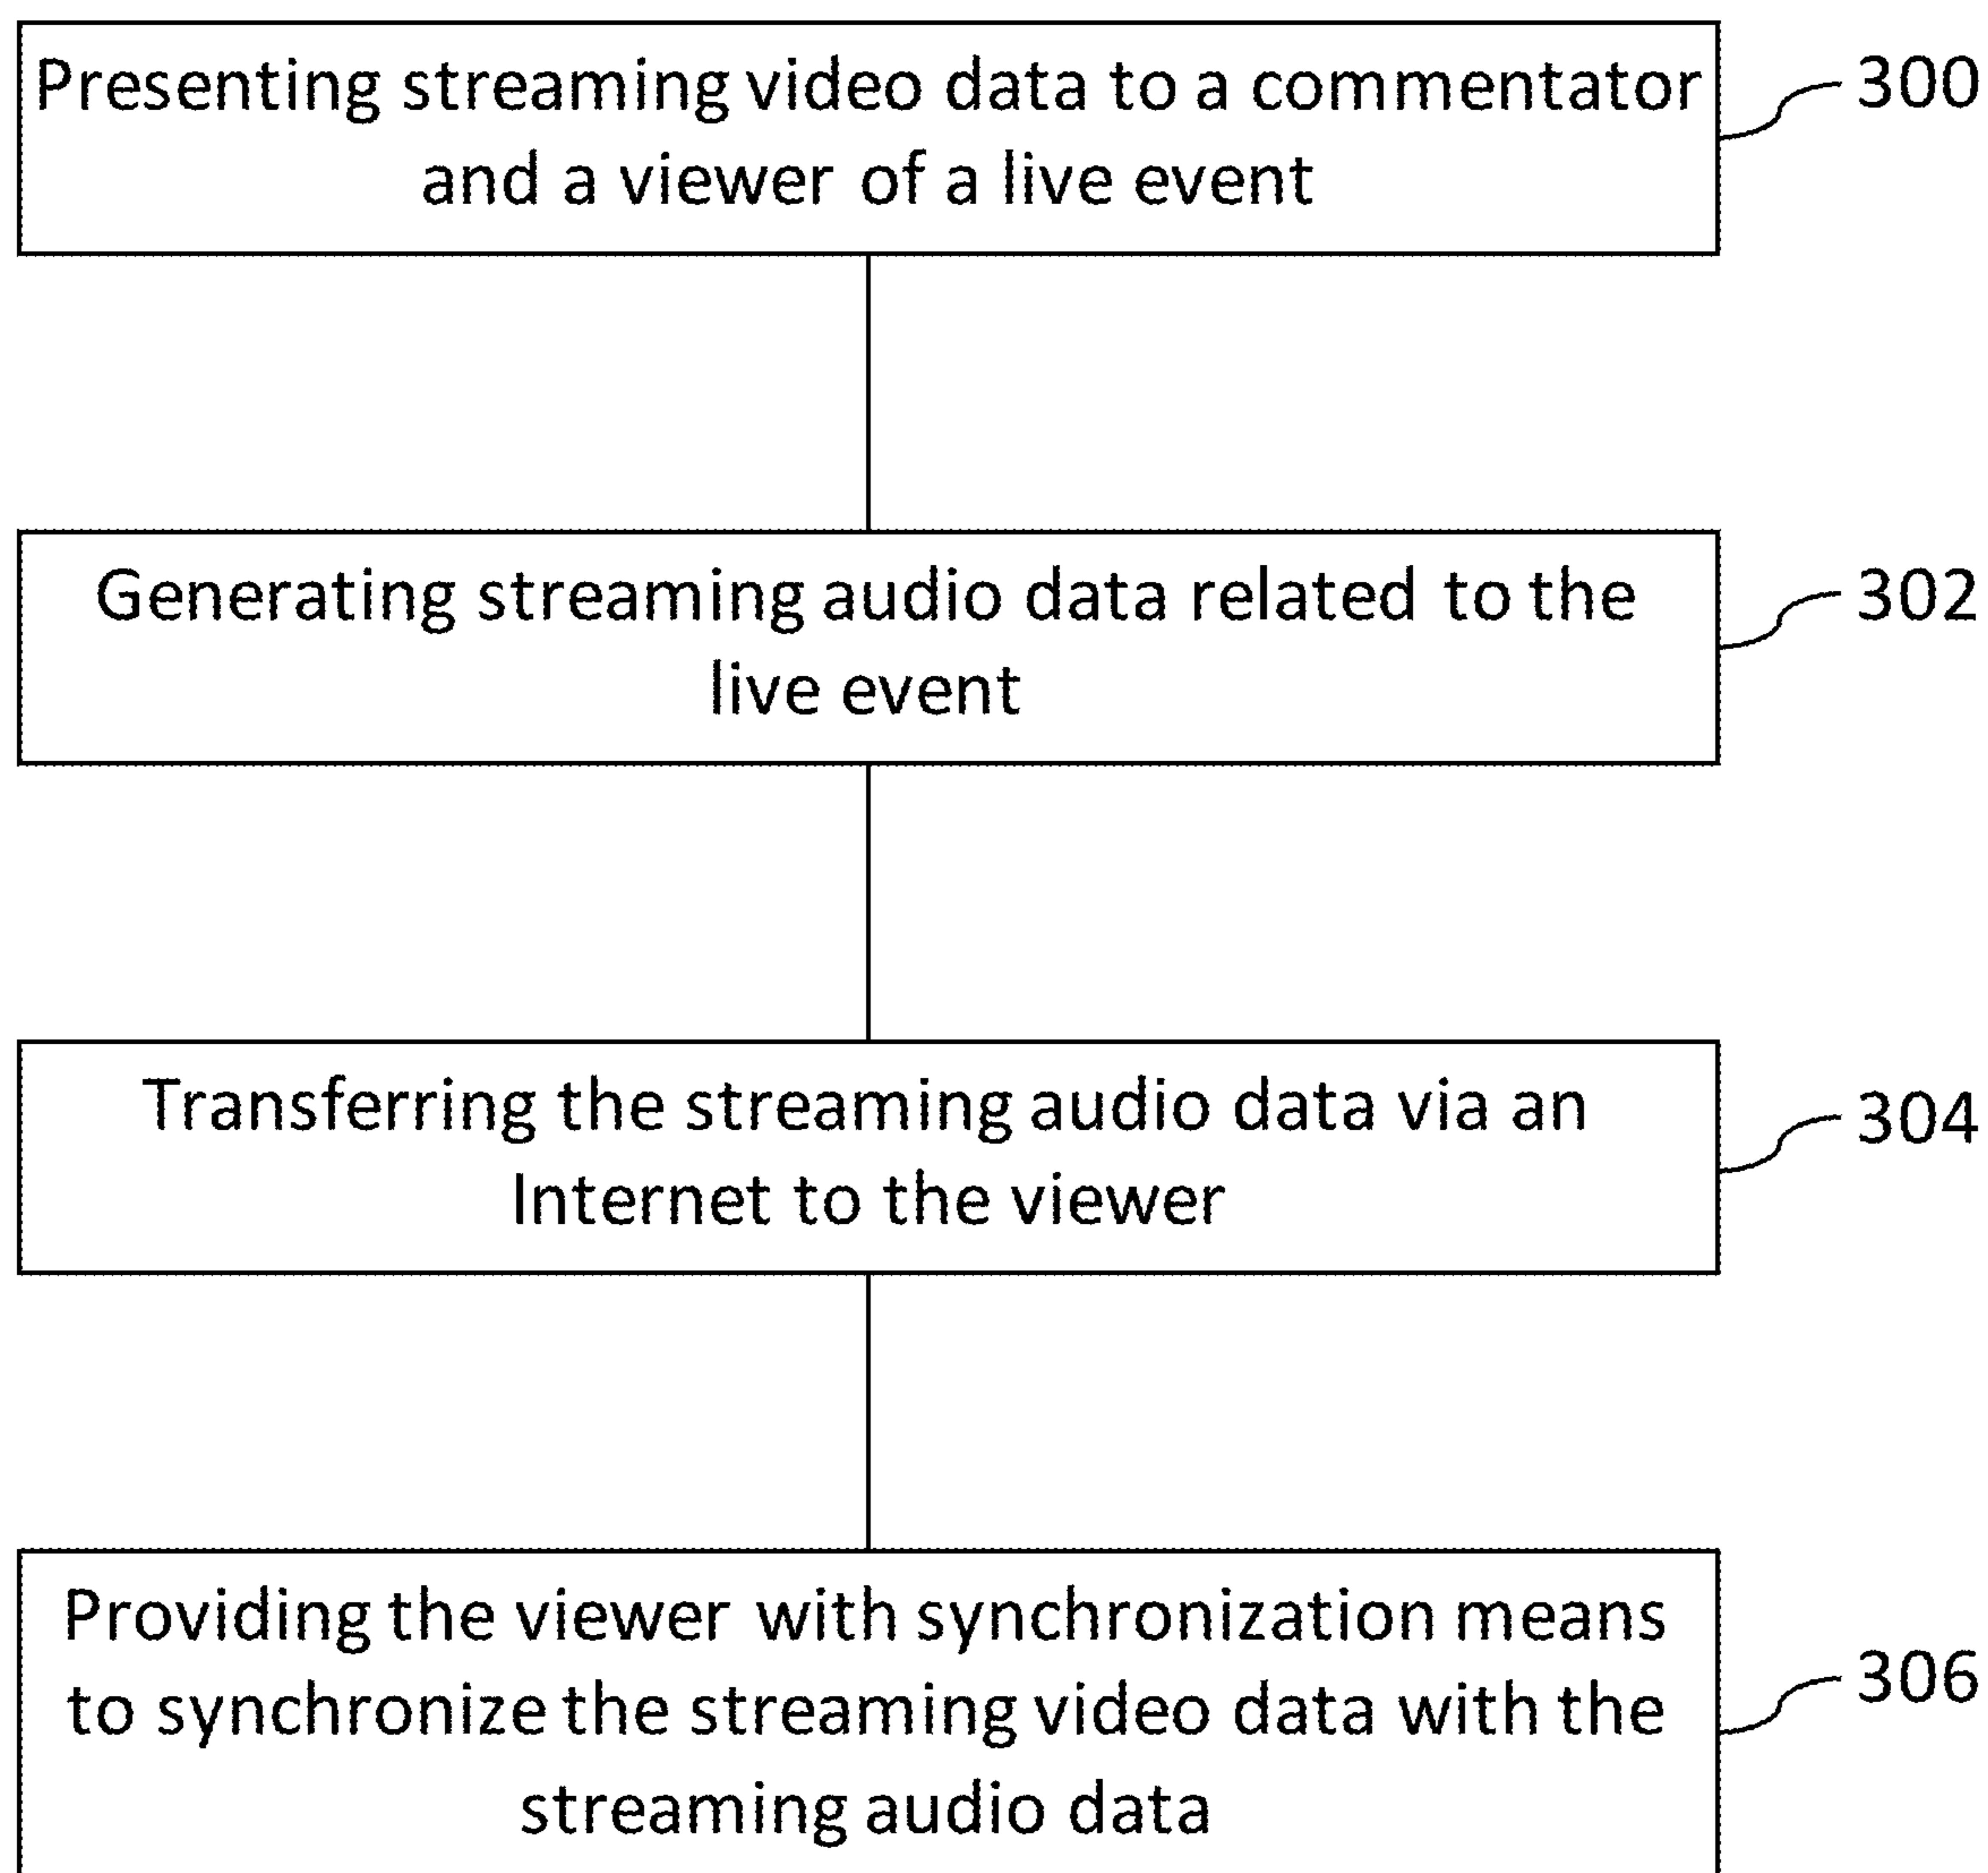 Presenting streaming video data to a commentator
and a viewer of a live event
300
Generating streaming audio data related to the
live event
302
Transferring the streaming audio data via an
Internet to the viewer
304
Providing the viewer with synchronization means
to synchronize the streaming video data with the
streaming audio data
306